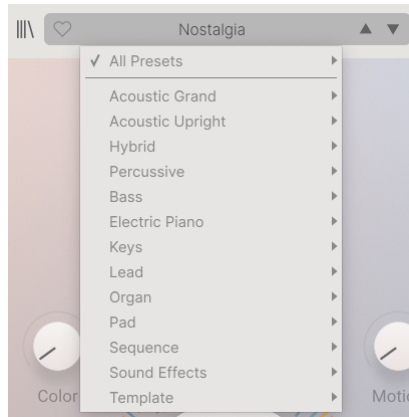 Nostalgia
✓ All Presets
Acoustic Grand
Acoustic Upright
Hybrid
Percussive
Bass
Electric Piano
Keys
Lead
Organ
Pad
Sequence
Sound Effects
Template
Color